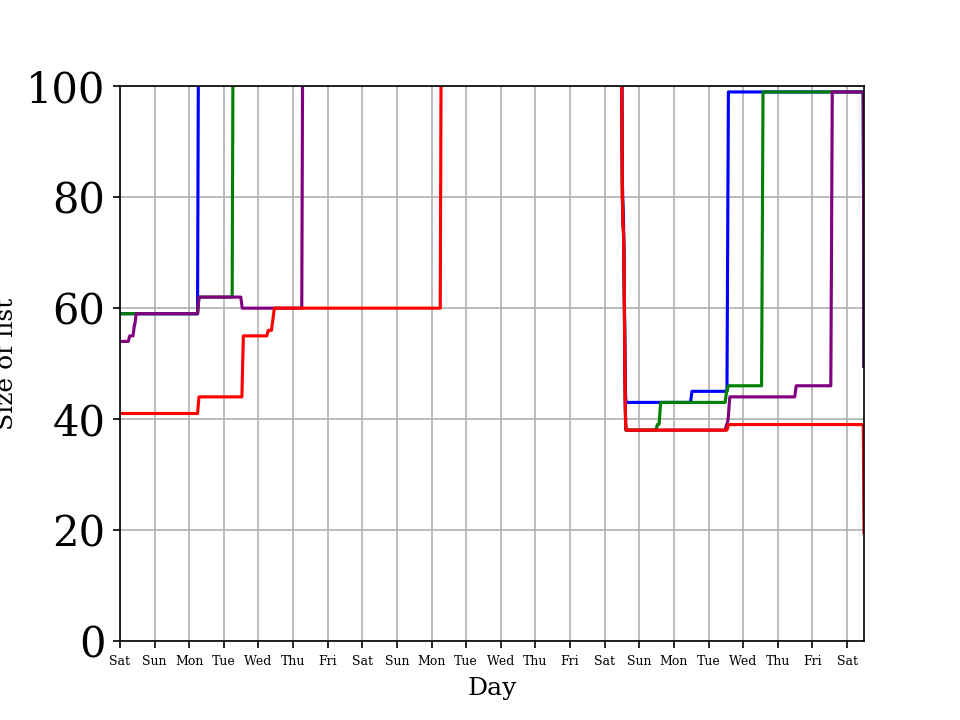 100
80
60
40
20
0
Size of list
Sat Sun Mon Tue Wed Thu Fri Sat Sun Mon Tue Wed Thu Fri Sat Sun Mon Tue Wed Thu Fri Sat
Day